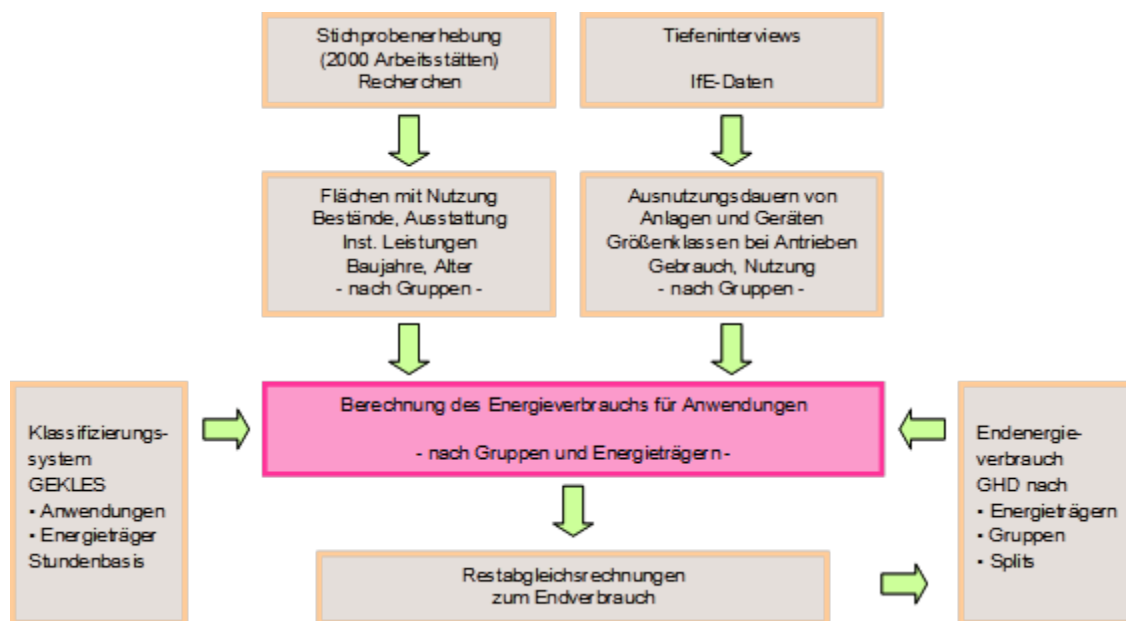 Stichprobenerhebung
(2000 Arbeitsstätten)
Recherchen
Tiefeninterviews
IfE-Daten
Flächen mit Nutzung
Bestände, Ausstattung
Inst. Leistungen
Baujahre, Alter
- nach Gruppen -
Ausnutzungsdauern von
Anlagen und Geräten
Größenklassen bei Antrieben
Gebrauch, Nutzung
- nach Gruppen -
Klassifizierungs-
system
GEKLES
• Anwendungen
• Energieträger
Stundenbasis
Berechnung des Energieverbrauchs für Anwendungen
- nach Gruppen und Energieträgern -
Endenergie-
verbrauch
GHD nach
• Energieträgern
• Gruppen
• Splits
Restabgleichsrechnungen
zum Endverbrauch